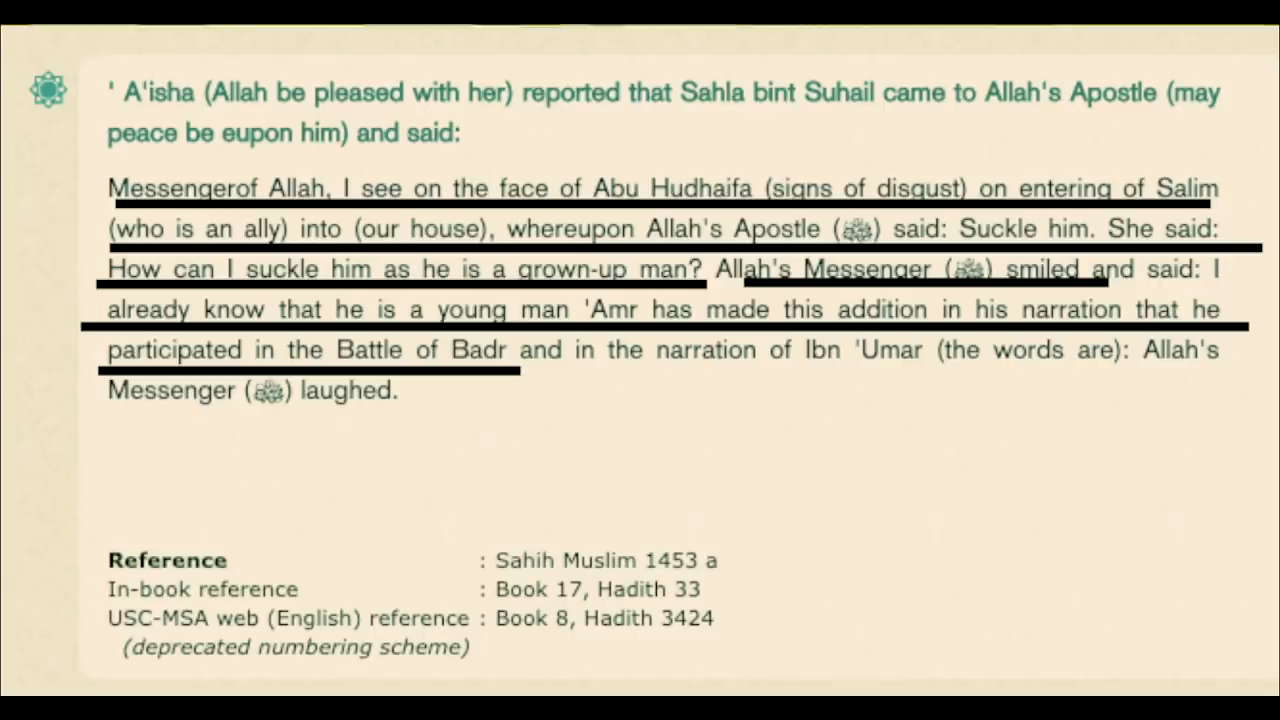 ' A'isha (Allah be pleased with her) reported that Sahla bint Suhail came to Allah's Apostle (may
peace be eupon him) and said:
Messengerof Allah, I see on the face of Abu Hudhaifa (signs of disgust) on entering of Salim
(who is an ally) into (our house), whereupon Allah's Apostle (ﷺ) said: Suckle him. She said:
How can I suckle him as he is a grown-up man? Allah's Messenger (ﷺ) smiled and said: I
already know that he is a young man 'Amr has made this addition in his narration that he
participated in the Battle of Badr and in the narration of Ibn 'Umar (the words are): Allah's
Messenger (ﷺ) laughed.
Reference : Sahih Muslim 1453 a
In-book reference : Book 17, Hadith 33
USC-MSA web (English) reference : Book 8, Hadith 3424
(deprecated numbering scheme)